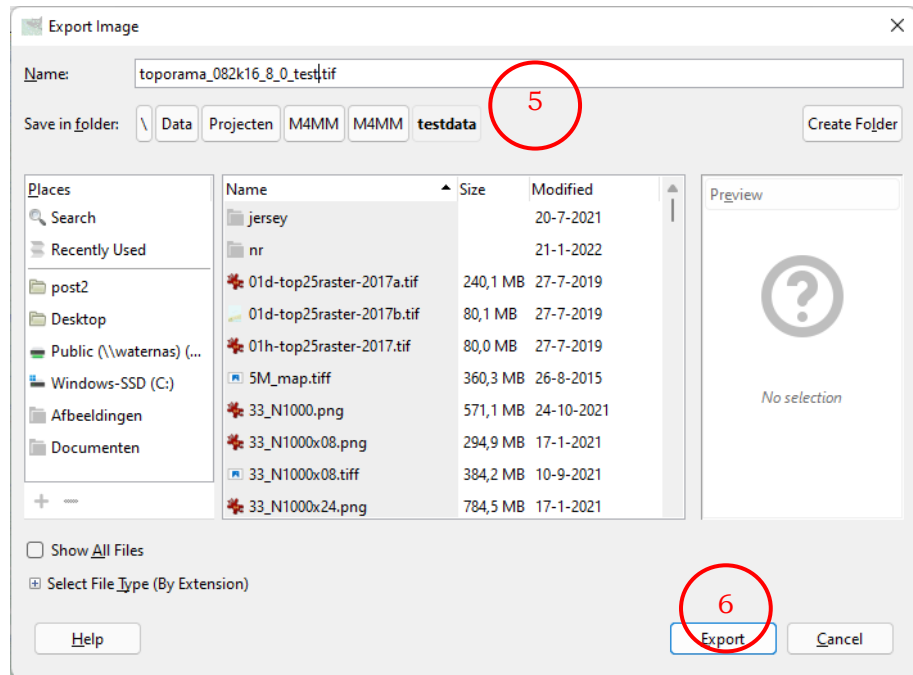 Export Image
Name: toporama_082k16_8_0_test.tif
5
Save in folder: \ Data Projecten M4MM M4MM testdata Create Folder
Places Name Size Modified Preview
Search jersey 20-7-2021
Recently Used nr 21-1-2022
post2 01d-top25raster-2017a.tif 240,1 MB 27-7-2019
Desktop 01d-top25raster-2017b.tif 80,1 MB 27-7-2019
Public (\\waternas) (... 01h-top25raster-2017.tif 80,0 MB 27-7-2019
Windows-SSD (C:) 5M_map.tiff 360,3 MB 26-8-2015
No selection
Afbeeldingen 33_N1000.png 571,1 MB 24-10-2021
Documenten 33_N1000x08.png 294,9 MB 17-1-2021
33_N1000x08.tiff 384,2 MB 10-9-2021
33_N1000x24.png 784,5 MB 17-1-2021
Show All Files
Select File Type (By Extension)
6
Help Export Cancel